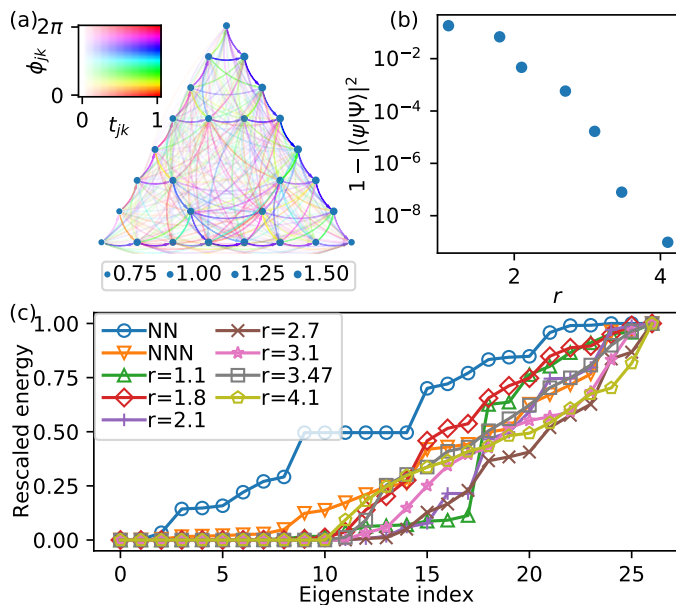 (a)
2π
ϕjk
0
0
tjk
1
0.75
1.00
1.25
1.50
(b)
10−2
10−4
10−6
10−8
1 − |⟨ψ|Ψ⟩|2
2
4
r
(c)
1.00
0.75
0.50
0.25
0.00
Rescaled energy
NN
NNN
r=1.1
r=1.8
r=2.1
r=2.7
r=3.1
r=3.47
r=4.1
0
5
10
15
20
25
Eigenstate index